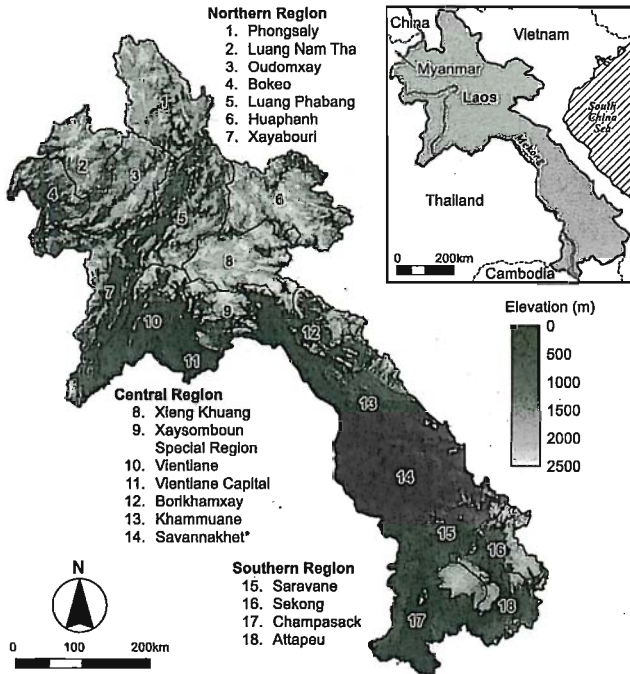 Northern Region
1. Phongsaly
2. Luang Nam Tha
3. Oudomxay
4. Bokeo
5. Luang Phabang
6. Huaphanh
7. Xayabouri
China
Vietnam
Myanmar
Laos
South
China
Sea
Mekong
Thailand
Cambodia
0 200km
1
2
3
4
5
6
7
8
9
10
11
12
13
14
15
16
17
18
Elevation (m)
0
500
1000
1500
2000
2500
Central Region
8. Xieng Khuang
9. Xaysomboun
Special Region
10. Vientiane
11. Vientiane Capital
12. Borikhamxay
13. Khammuane
14. Savannakhet*
Southern Region
15. Saravane
16. Sekong
17. Champasack
18. Attapeu
N
0 100 200km